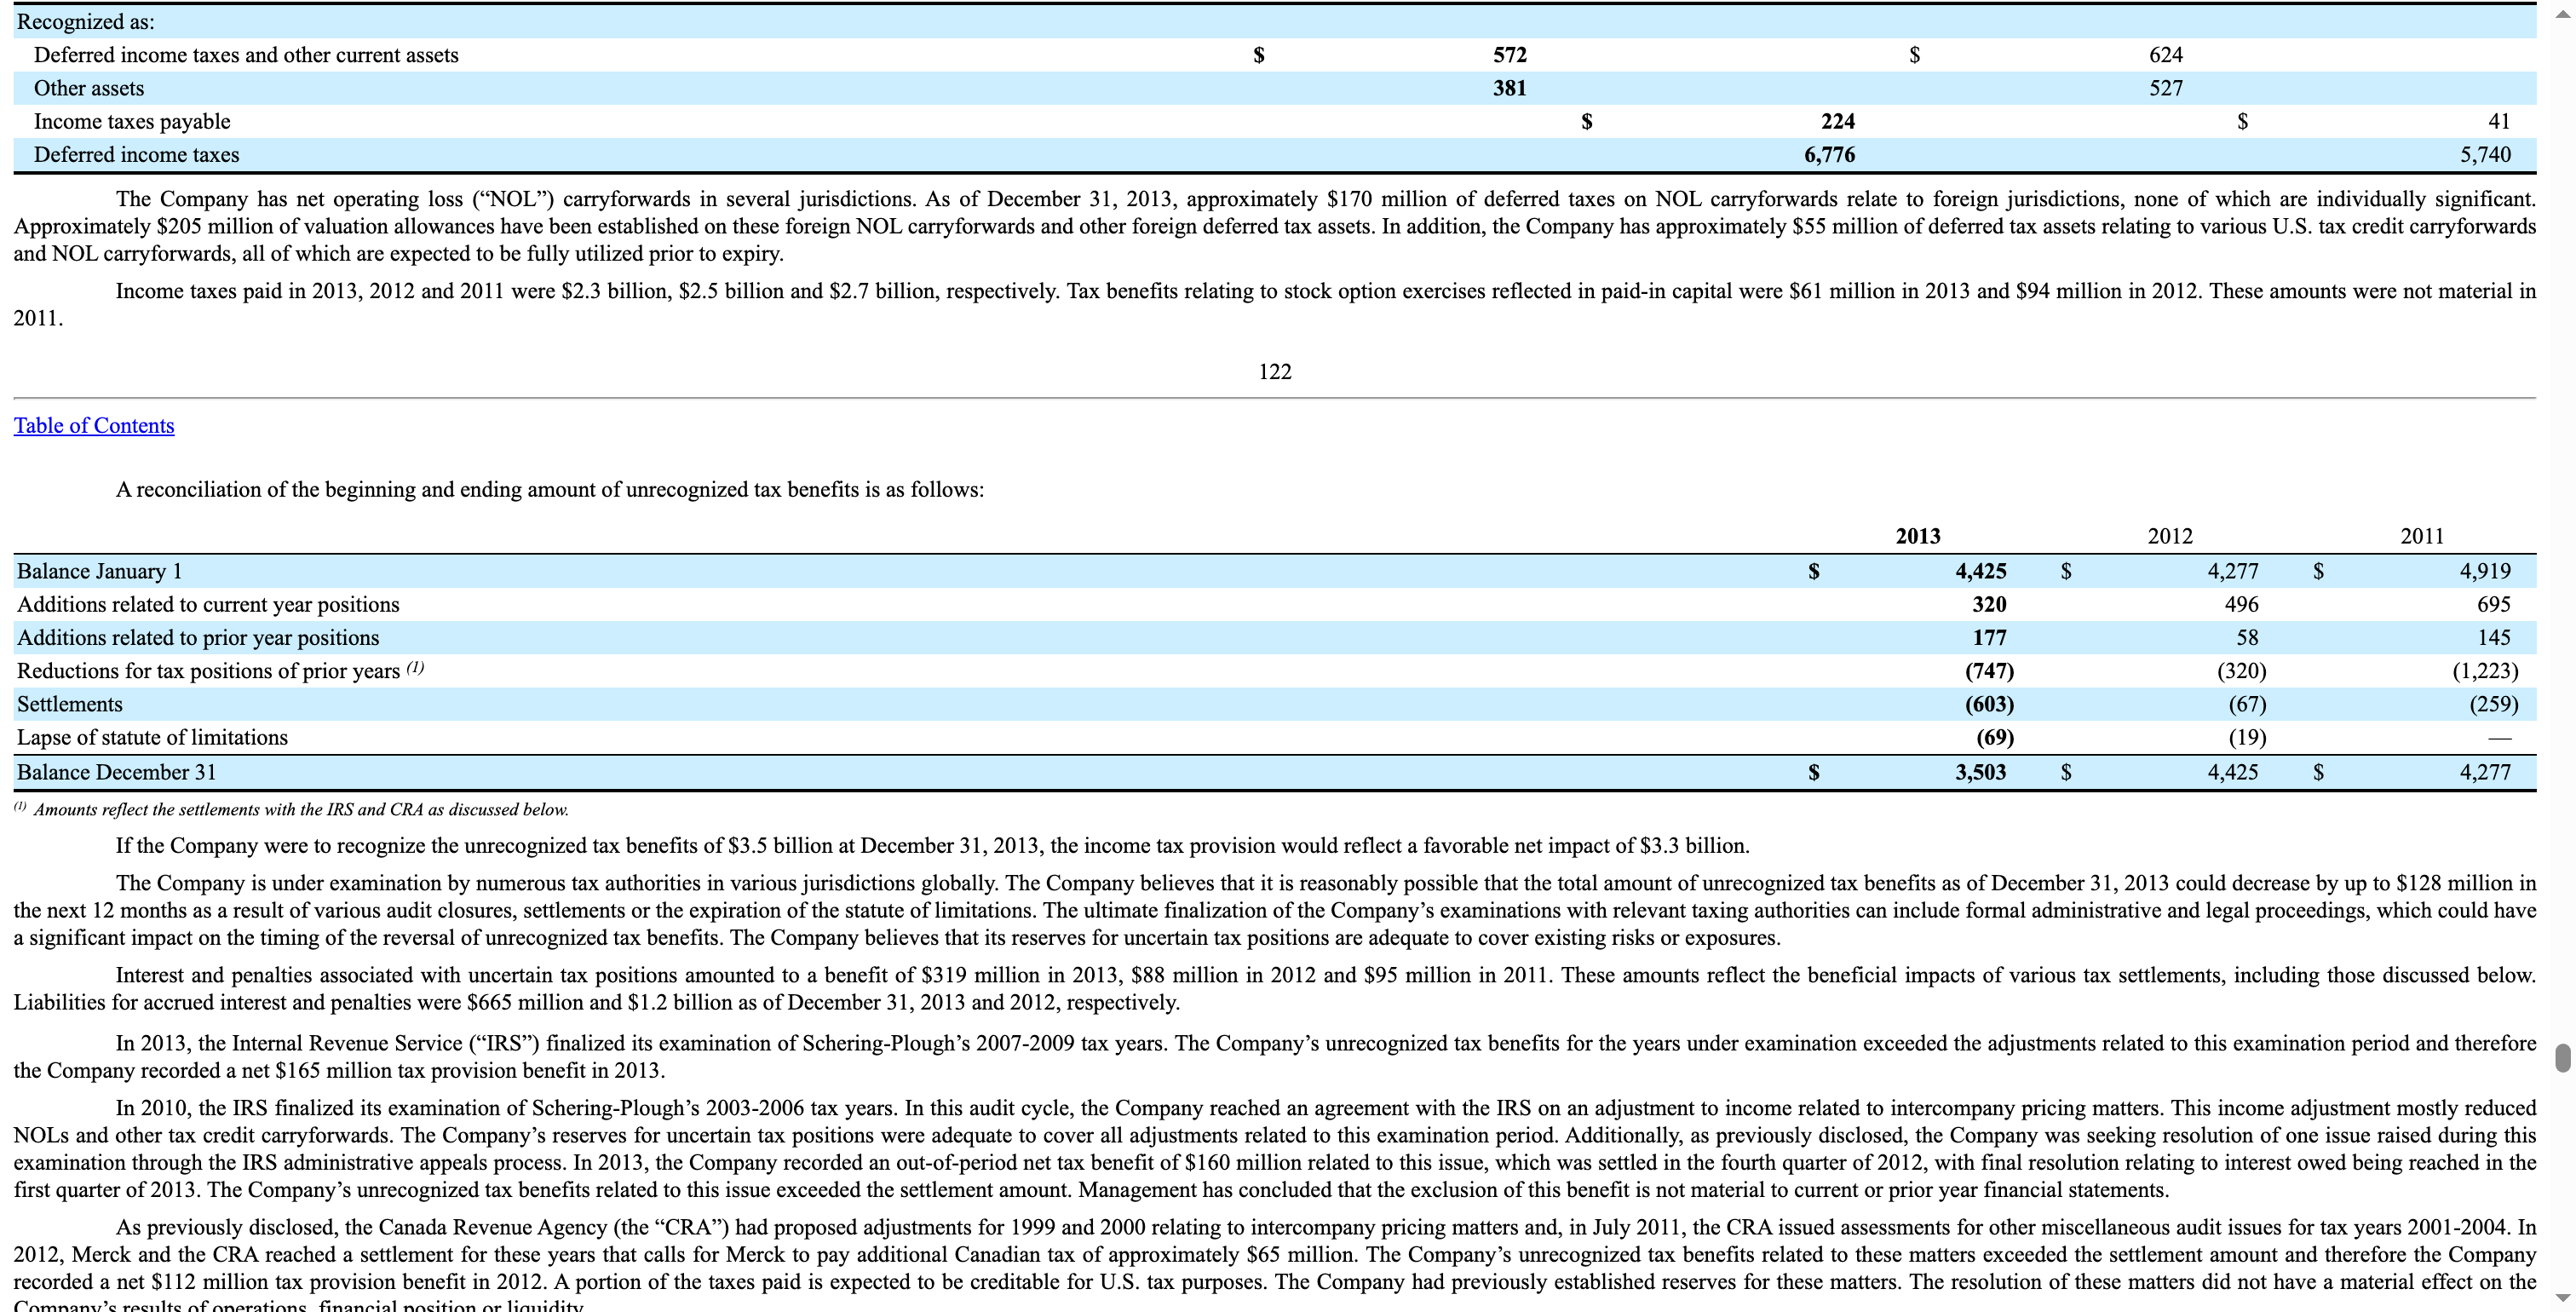 Recognized as:
Deferred income taxes and other current assets $ 572 $ 624
Other assets 381 527
Income taxes payable $ 224 $ 41
Deferred income taxes 6,776 5,740
The Company has net operating loss (“NOL”) carryforwards in several jurisdictions. As of December 31, 2013, approximately $170 million of deferred taxes on NOL carryforwards relate to foreign jurisdictions, none of which are individually significant.
Approximately $205 million of valuation allowances have been established on these foreign NOL carryforwards and other foreign deferred tax assets. In addition, the Company has approximately $55 million of deferred tax assets relating to various U.S. tax credit carryforwards
and NOL carryforwards, all of which are expected to be fully utilized prior to expiry.
Income taxes paid in 2013, 2012 and 2011 were $2.3 billion, $2.5 billion and $2.7 billion, respectively. Tax benefits relating to stock option exercises reflected in paid-in capital were $61 million in 2013 and $94 million in 2012. These amounts were not material in
2011.
122
Table of Contents
A reconciliation of the beginning and ending amount of unrecognized tax benefits is as follows:
2013 2012 2011
Balance January 1 $ 4,425 $ 4,277 $ 4,919
Additions related to current year positions 320 496 695
Additions related to prior year positions 177 58 145
Reductions for tax positions of prior years (1) (747) (320) (1,223)
Settlements (603) (67) (259)
Lapse of statute of limitations (69) (19) —
Balance December 31 $ 3,503 $ 4,425 $ 4,277
(1) Amounts reflect the settlements with the IRS and CRA as discussed below.
If the Company were to recognize the unrecognized tax benefits of $3.5 billion at December 31, 2013, the income tax provision would reflect a favorable net impact of $3.3 billion.
The Company is under examination by numerous tax authorities in various jurisdictions globally. The Company believes that it is reasonably possible that the total amount of unrecognized tax benefits as of December 31, 2013 could decrease by up to $128 million in
the next 12 months as a result of various audit closures, settlements or the expiration of the statute of limitations. The ultimate finalization of the Company’s examinations with relevant taxing authorities can include formal administrative and legal proceedings, which could have
a significant impact on the timing of the reversal of unrecognized tax benefits. The Company believes that its reserves for uncertain tax positions are adequate to cover existing risks or exposures.
Interest and penalties associated with uncertain tax positions amounted to a benefit of $319 million in 2013, $88 million in 2012 and $95 million in 2011. These amounts reflect the beneficial impacts of various tax settlements, including those discussed below.
Liabilities for accrued interest and penalties were $665 million and $1.2 billion as of December 31, 2013 and 2012, respectively.
In 2013, the Internal Revenue Service (“IRS”) finalized its examination of Schering-Plough’s 2007-2009 tax years. The Company’s unrecognized tax benefits for the years under examination exceeded the adjustments related to this examination period and therefore
the Company recorded a net $165 million tax provision benefit in 2013.
In 2010, the IRS finalized its examination of Schering-Plough’s 2003-2006 tax years. In this audit cycle, the Company reached an agreement with the IRS on an adjustment to income related to intercompany pricing matters. This income adjustment mostly reduced
NOLs and other tax credit carryforwards. The Company’s reserves for uncertain tax positions were adequate to cover all adjustments related to this examination period. Additionally, as previously disclosed, the Company was seeking resolution of one issue raised during this
examination through the IRS administrative appeals process. In 2013, the Company recorded an out-of-period net tax benefit of $160 million related to this issue, which was settled in the fourth quarter of 2012, with final resolution relating to interest owed being reached in the
first quarter of 2013. The Company’s unrecognized tax benefits related to this issue exceeded the settlement amount. Management has concluded that the exclusion of this benefit is not material to current or prior year financial statements.
As previously disclosed, the Canada Revenue Agency (the “CRA”) had proposed adjustments for 1999 and 2000 relating to intercompany pricing matters and, in July 2011, the CRA issued assessments for other miscellaneous audit issues for tax years 2001-2004. In
2012, Merck and the CRA reached a settlement for these years that calls for Merck to pay additional Canadian tax of approximately $65 million. The Company’s unrecognized tax benefits related to these matters exceeded the settlement amount and therefore the Company
recorded a net $112 million tax provision benefit in 2012. A portion of the taxes paid is expected to be creditable for U.S. tax purposes. The Company had previously established reserves for these matters. The resolution of these matters did not have a material effect on the
Company’s results of operations, financial position or liquidity.